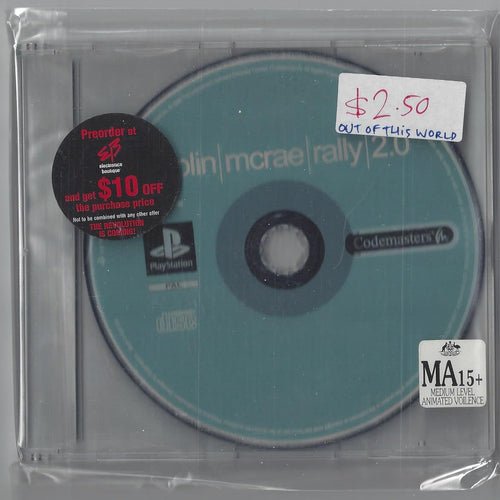 $2.50
OUT OF THIS WORLD
Preorder at
EB
electronics
boutique
and get $10 OFF
the purchase price
Not to be combined with any other offer
THE REVOLUTION
IS COMING!
olin|mcrae|rally|2.0
Codemasters
PlayStation
PAL
MA15+
MEDIUM LEVEL
ANIMATED VOILENCE